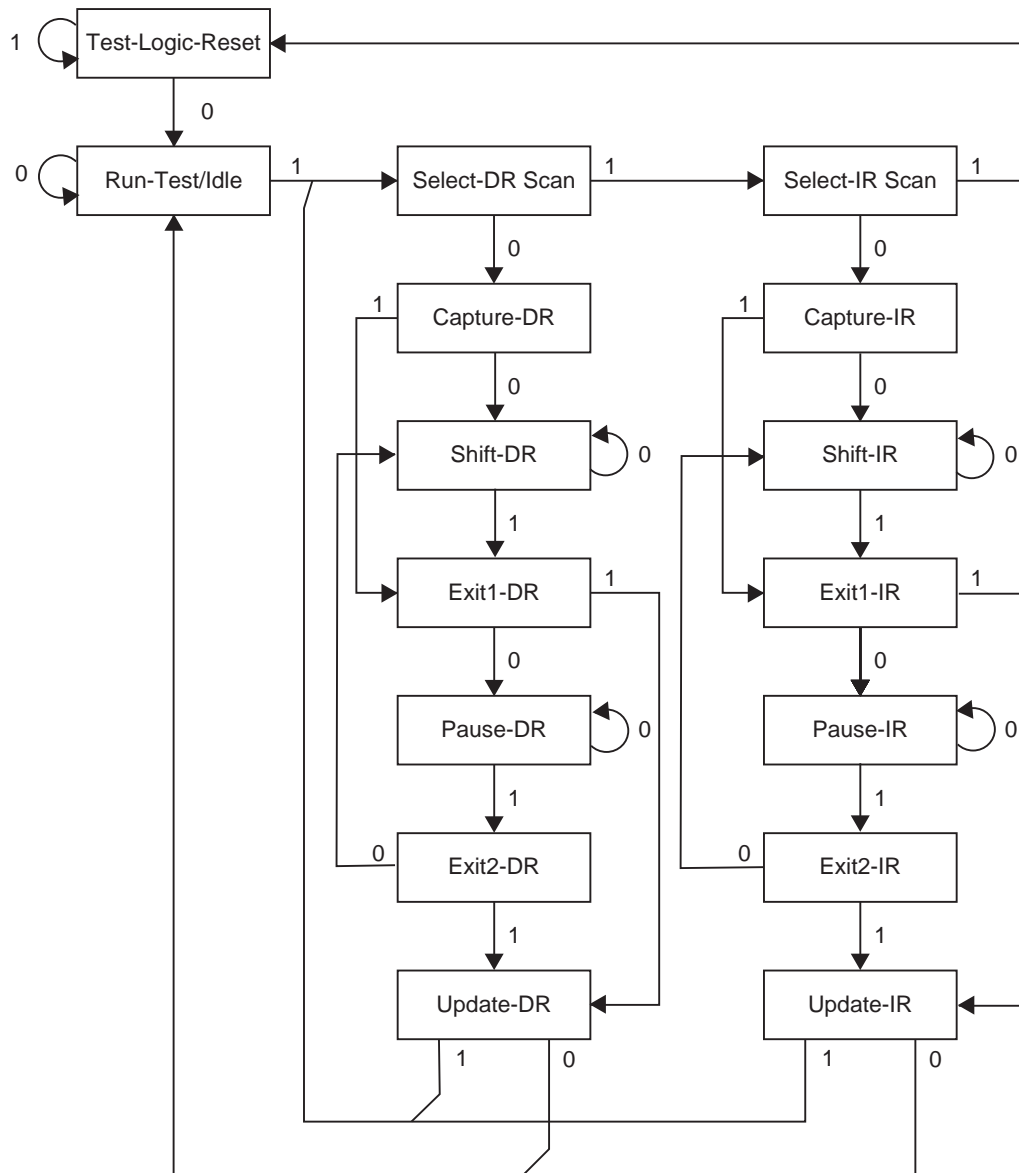 1 Test-Logic-Reset
0
0 Run-Test/Idle 1 Select-DR Scan 1 Select-IR Scan 1
0 0
1 Capture-DR 1 Capture-IR
0 0
Shift-DR 0 Shift-IR 0
1 1
Exit1-DR 1 Exit1-IR 1
0 0
Pause-DR 0 Pause-IR 0
1 1
0 Exit2-DR 0 Exit2-IR
1 1
Update-DR Update-IR
1 0 1 0